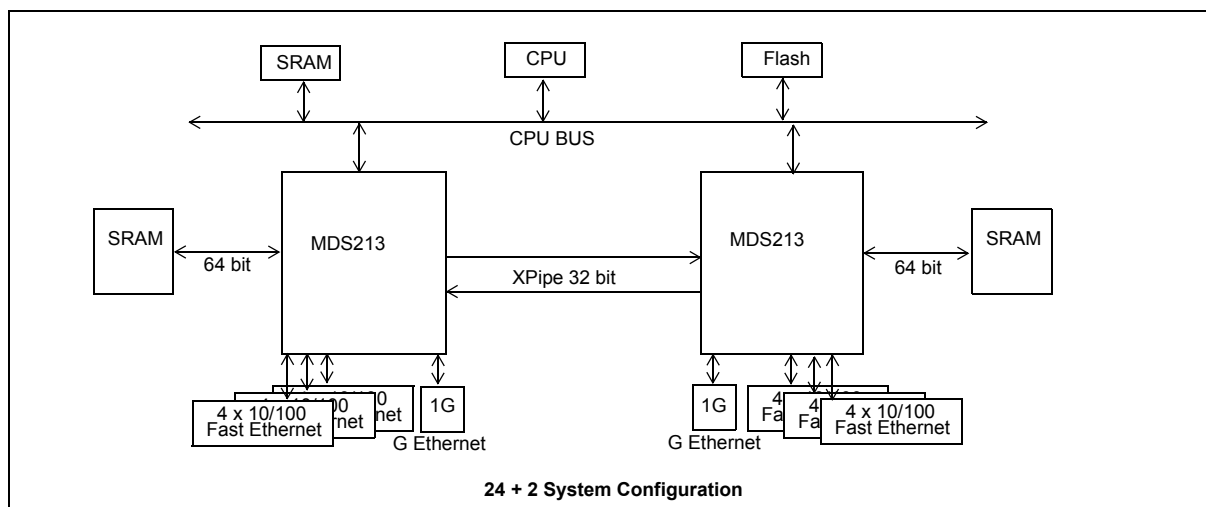 SRAM
CPU
Flash
CPU BUS
SRAM
MDS213
MDS213
SRAM
64 bit
XPipe 32 bit
64 bit
4 x 10/100
Fast Ethernet
1G
G Ethernet
1G
G Ethernet
4 x 10/100
Fast Ethernet
24 + 2 System Configuration